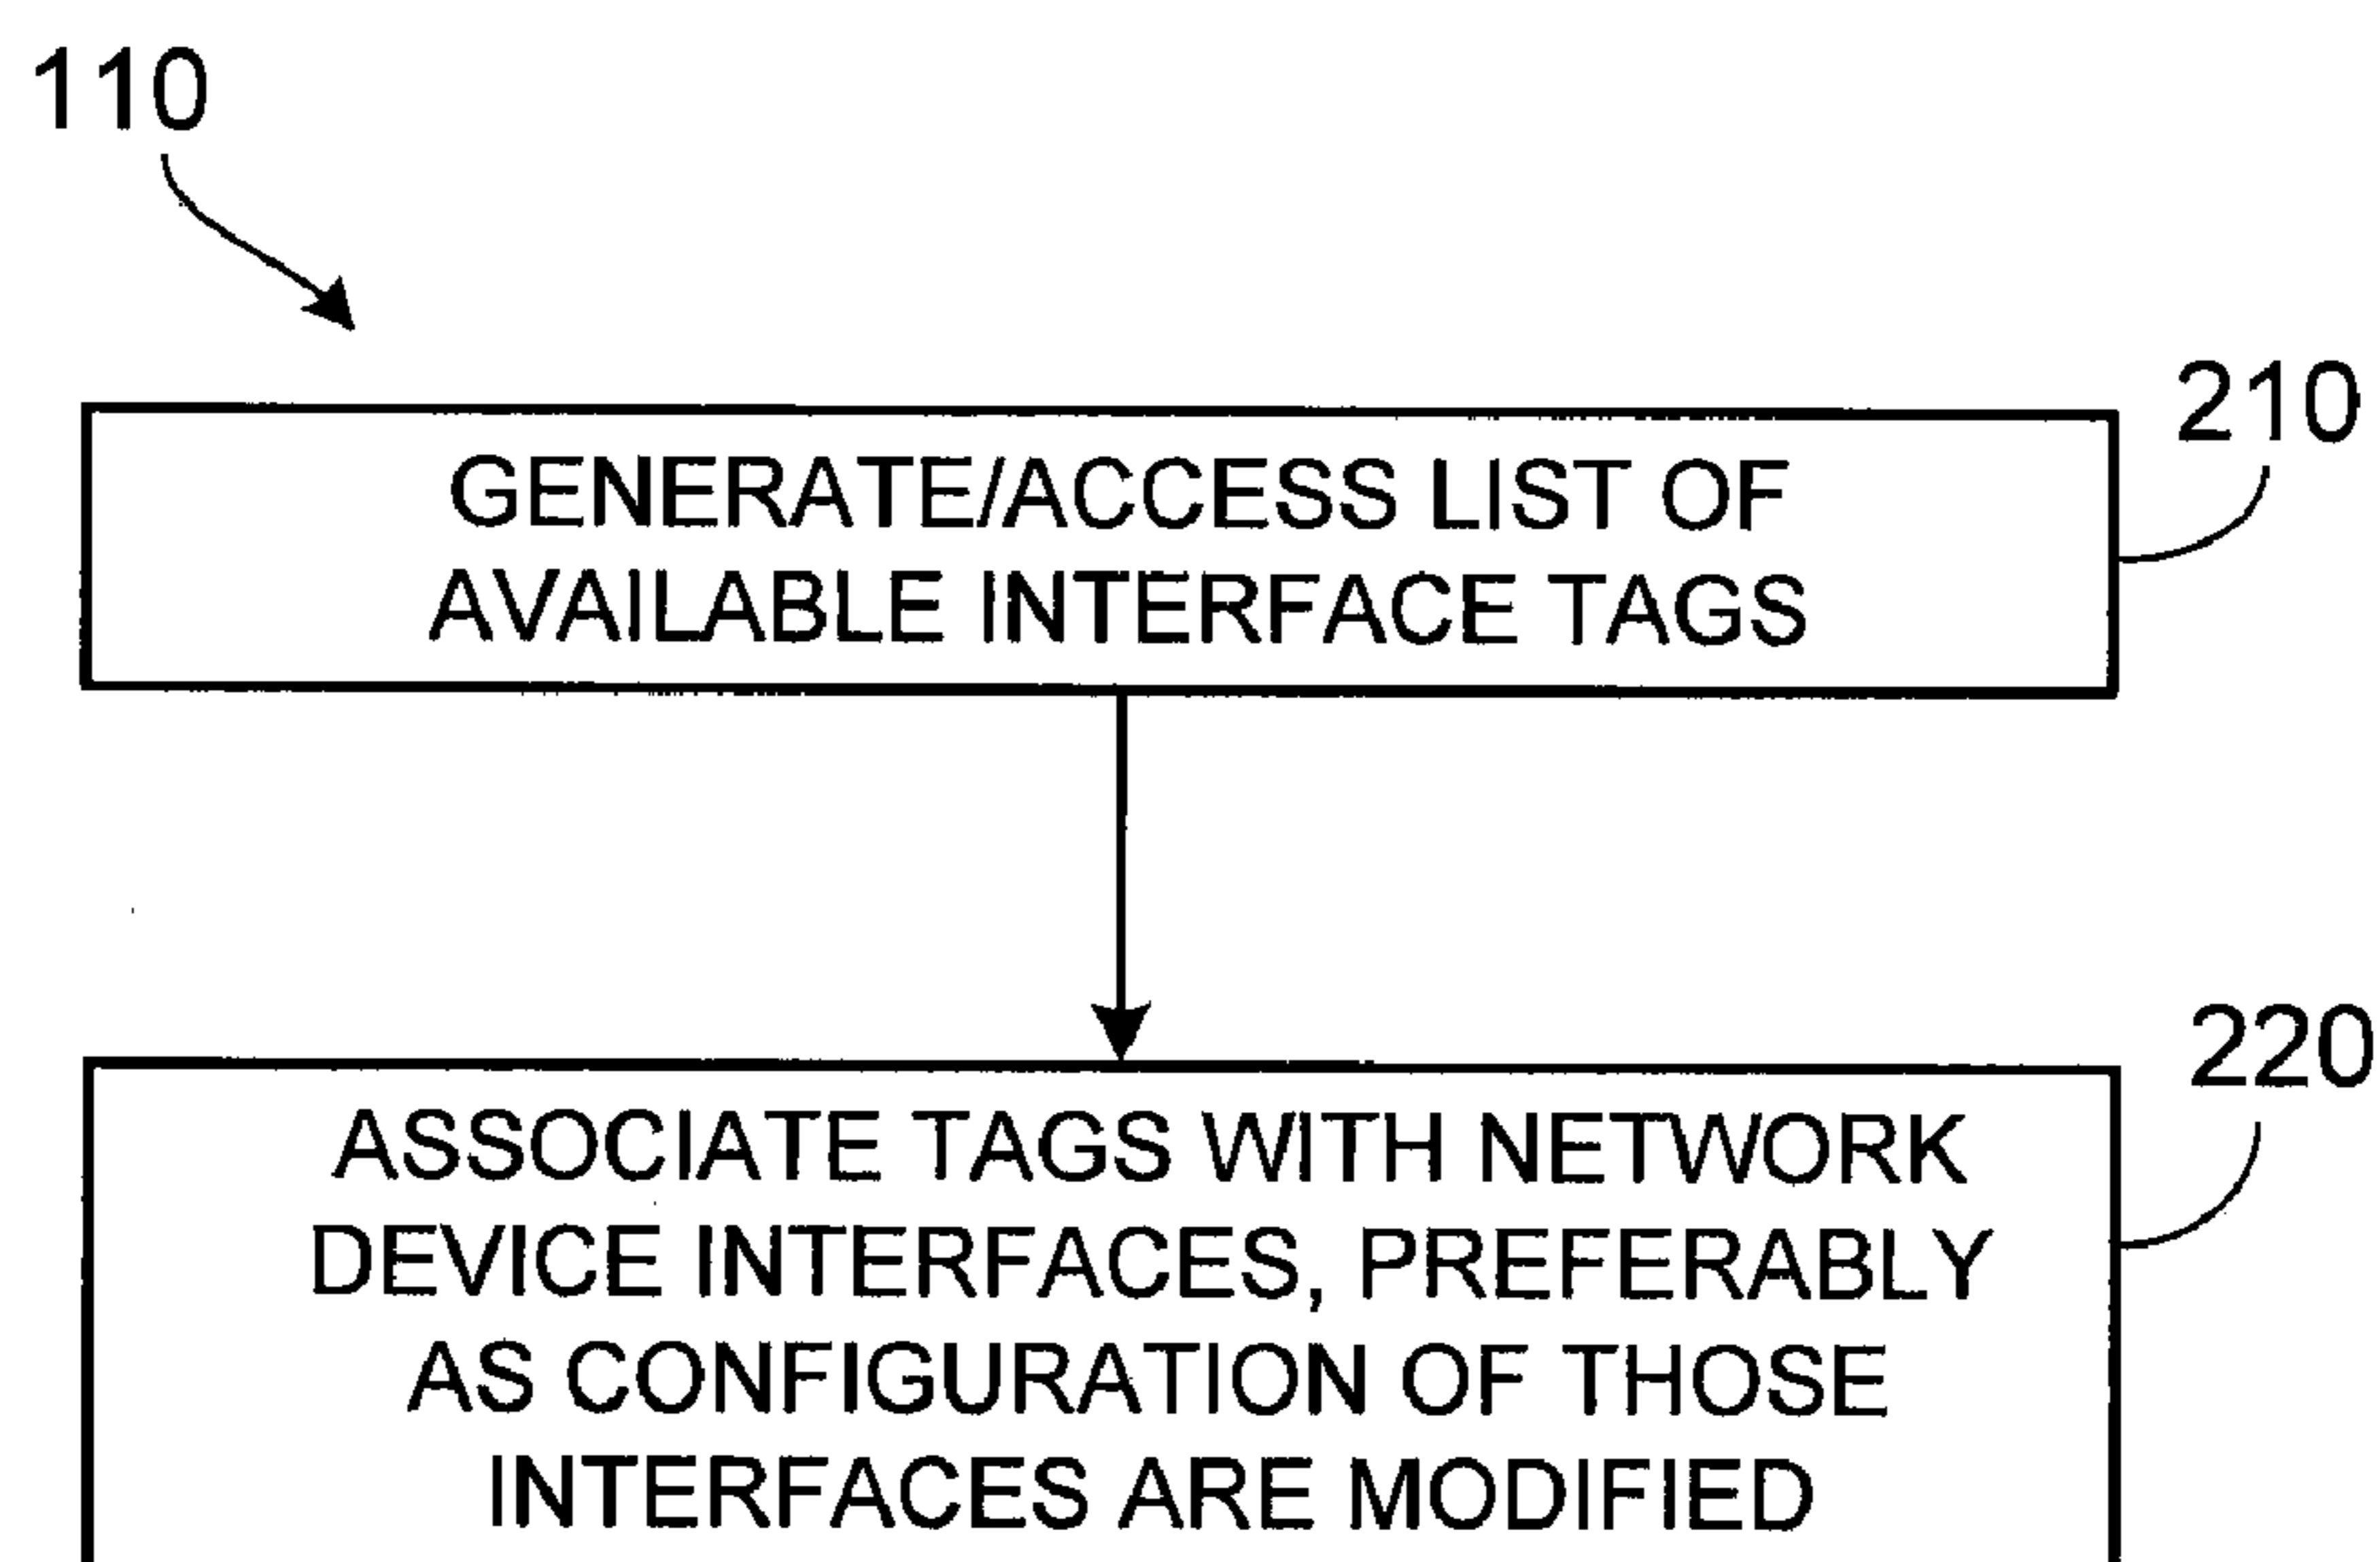 110
210
GENERATE/ACCESS LIST OF
AVAILABLE INTERFACE TAGS
220
ASSOCIATE TAGS WITH NETWORK
DEVICE INTERFACES, PREFERABLY
AS CONFIGURATION OF THOSE
INTERFACES ARE MODIFIED